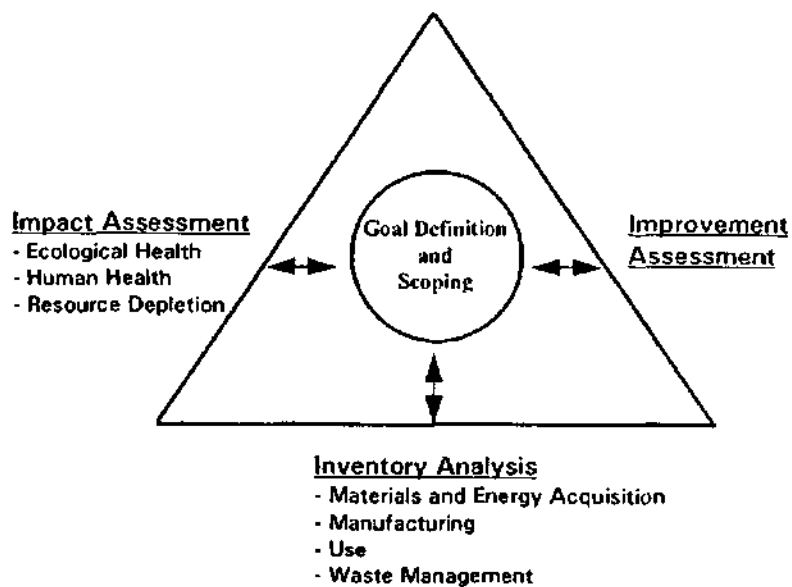 Impact Assessment
- Ecological Health
- Human Health
- Resource Depletion
Goal Definition
and
Scoping
Improvement
Assessment
Inventory Analysis
- Materials and Energy Acquisition
- Manufacturing
- Use
- Waste Management